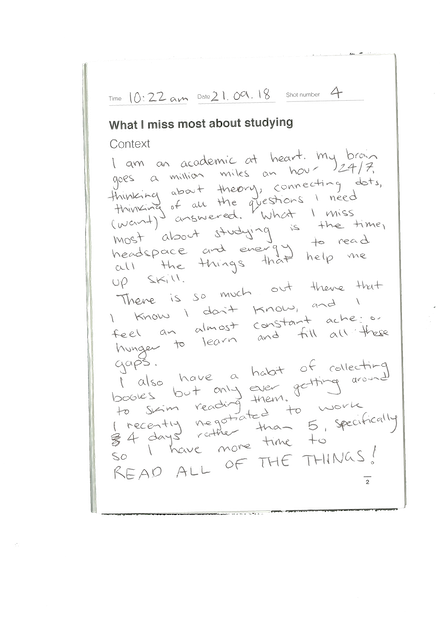 Time 10:22 am Date 21.09.18 Shot number 4
What I miss most about studying
Context
I am an academic at heart. My brain
goes a million miles an hour 24/7,
thinking about theory, connecting dots,
thinking of all the questions I need
(want) answered. What I miss
most about studying is the time,
headspace and energy to read
all the things that help me
up skill.
There is so much out there that
I know I don't know, and I
feel an almost constant ache or
hunger to learn and fill all these
gaps.
I also have a habit of collecting
books but only ever getting around
to skim reading them.
I recently negotiated to work
4 days rather than 5, specifically
so I have more time to
READ ALL OF THE THINGS!
2